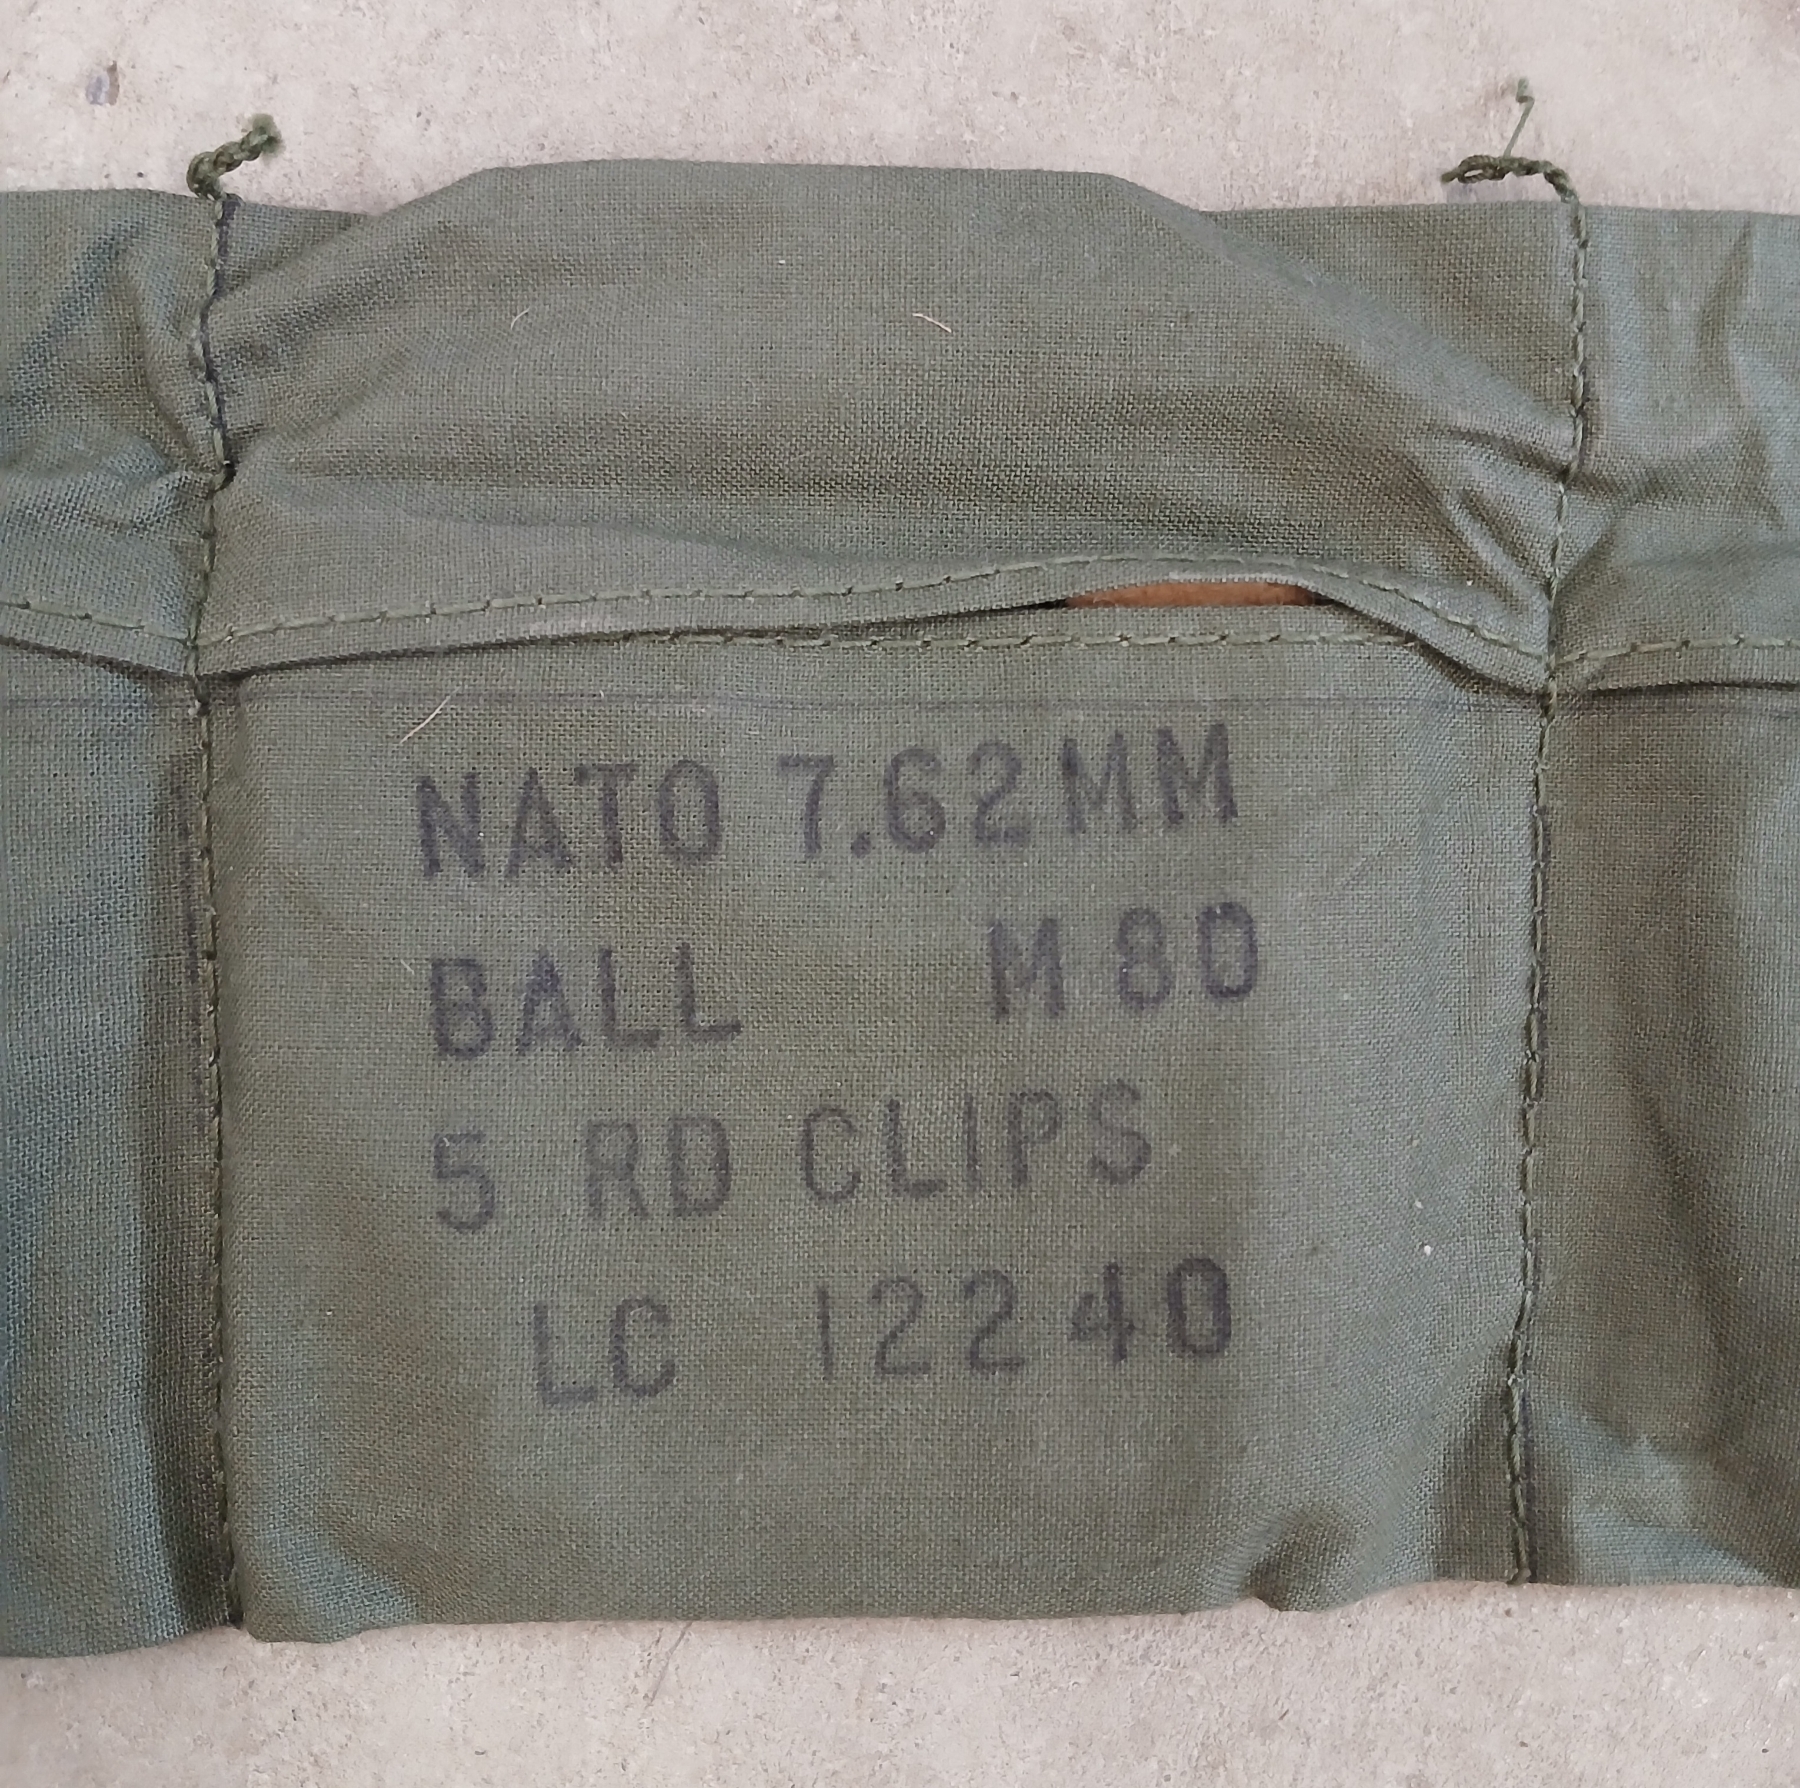 NATO 7.62MM
BALL M80
5 RD CLIPS
LC 12240